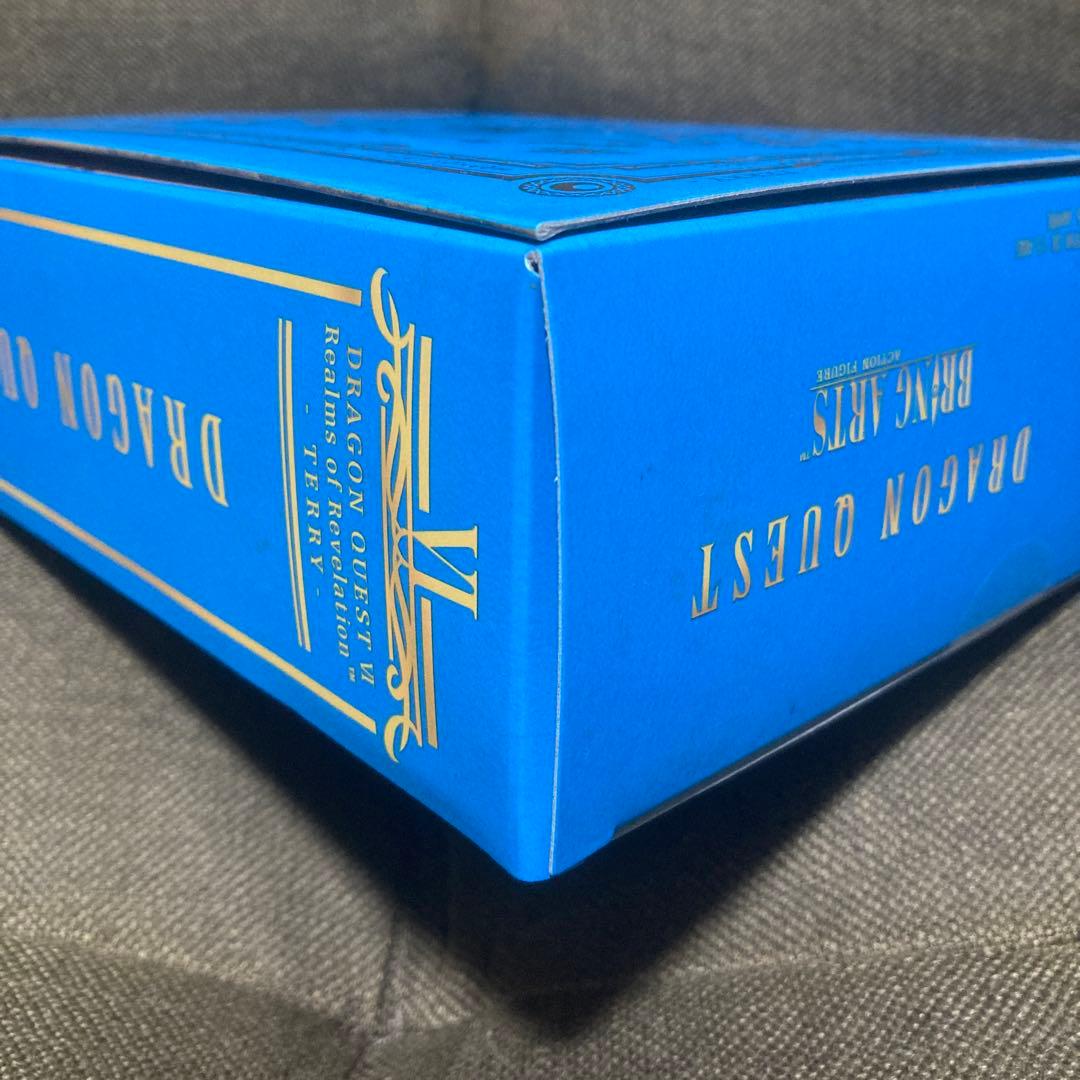 DRAGON QU
VI
DRAGON QUEST VI
Realms of Revelation™
- TERRY -
DRAGON QUEST
BRING ARTS™
ACTION FIGURE